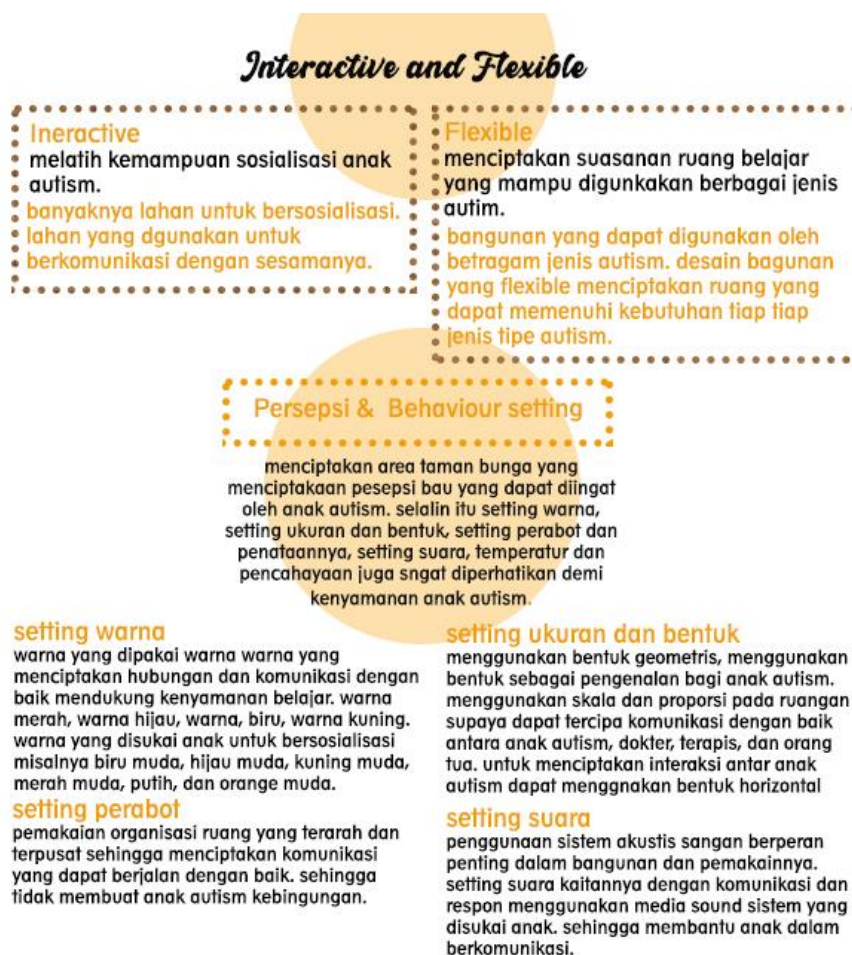 Interactive and Flexible
Ineractive
melatih kemampuan sosialisasi anak
autism.
banyaknya lahan untuk bersosialisasi.
lahan yang dgunakan untuk
berkomunikasi dengan sesamanya.
Flexible
menciptakan suasanan ruang belajar
yang mampu digunkakan berbagai jenis
autim.
bangunan yang dapat digunakan oleh
betragam jenis autism. desain bagunan
yang flexible menciptakan ruang yang
dapat memenuhi kebutuhan tiap tiap
jenis tipe autism.
Persepsi & Behaviour setting
menciptakan area taman bunga yang
menciptakaan pesepsi bau yang dapat diingat
oleh anak autism. selalin itu setting warna,
setting ukuran dan bentuk, setting perabot dan
penataannya, setting suara, temperatur dan
pencahayaan juga sngat diperhatikan demi
kenyamanan anak autism.
setting warna
warna yang dipakai warna warna yang
menciptakan hubungan dan komunikasi dengan
baik mendukung kenyamanan belajar. warna
merah, warna hijau, warna, biru, warna kuning.
warna yang disukai anak untuk bersosialisasi
misalnya biru muda, hijau muda, kuning muda,
merah muda, putih, dan orange muda.
setting perabot
pemakaian organisasi ruang yang terarah dan
terpusat sehingga menciptakan komunikasi
yang dapat berjalan dengan baik. sehingga
tidak membuat anak autism kebingungan.
setting ukuran dan bentuk
menggunakan bentuk geometris, menggunakan
bentuk sebagai pengenalan bagi anak autism.
menggunakan skala dan proporsi pada ruangan
supaya dapat tercipa komunikasi dengan baik
antara anak autism, dokter, terapis, dan orang
tua. untuk menciptakan interaksi antar anak
autism dapat menggnakan bentuk horizontal
setting suara
penggunaan sistem akustis sangan berperan
penting dalam bangunan dan pemakainnya.
setting suara kaitannya dengan komunikasi dan
respon menggunakan media sound sistem yang
disukai anak. sehingga membantu anak dalam
berkomunikasi.